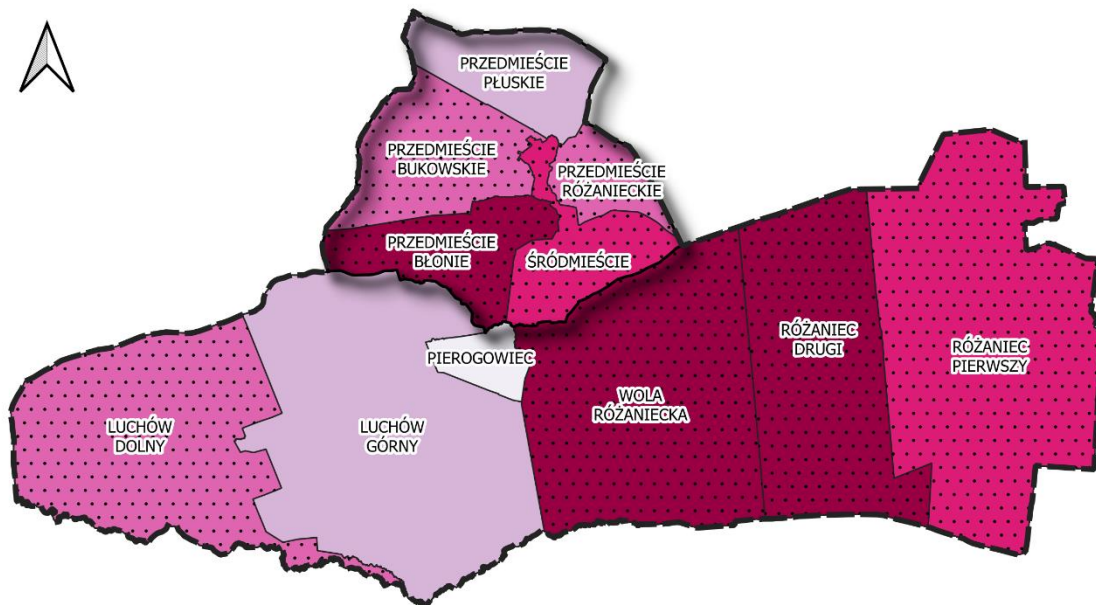 PRZEDMIEŚCIE
PŁUSKIE
PRZEDMIEŚCIE
BUKOWSKIE
PRZEDMIEŚCIE
RÓŻANIECKIE
PRZEDMIEŚCIE
BŁONIE
ŚRÓDMIEŚCIE
PIEROGOWIEC
RÓŻANIEC
DRUGI
RÓŻANIEC
PIERWSZY
WOLA
RÓŻANIECKA
LUCHÓW
DOLNY
LUCHÓW
GÓRNY